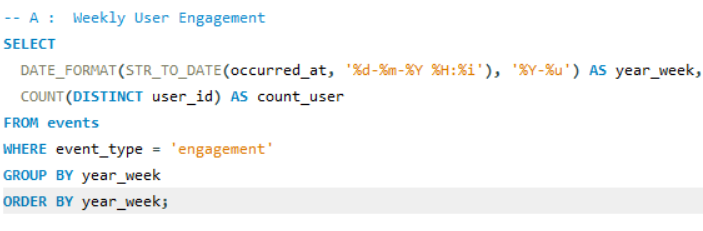 -- A :  Weekly User Engagement
SELECT
  DATE_FORMAT(STR_TO_DATE(occurred_at, '%d-%m-%Y %H:%i'), '%Y-%u') AS year_week,
  COUNT(DISTINCT user_id) AS count_user
FROM events
WHERE event_type = 'engagement'
GROUP BY year_week
ORDER BY year_week;